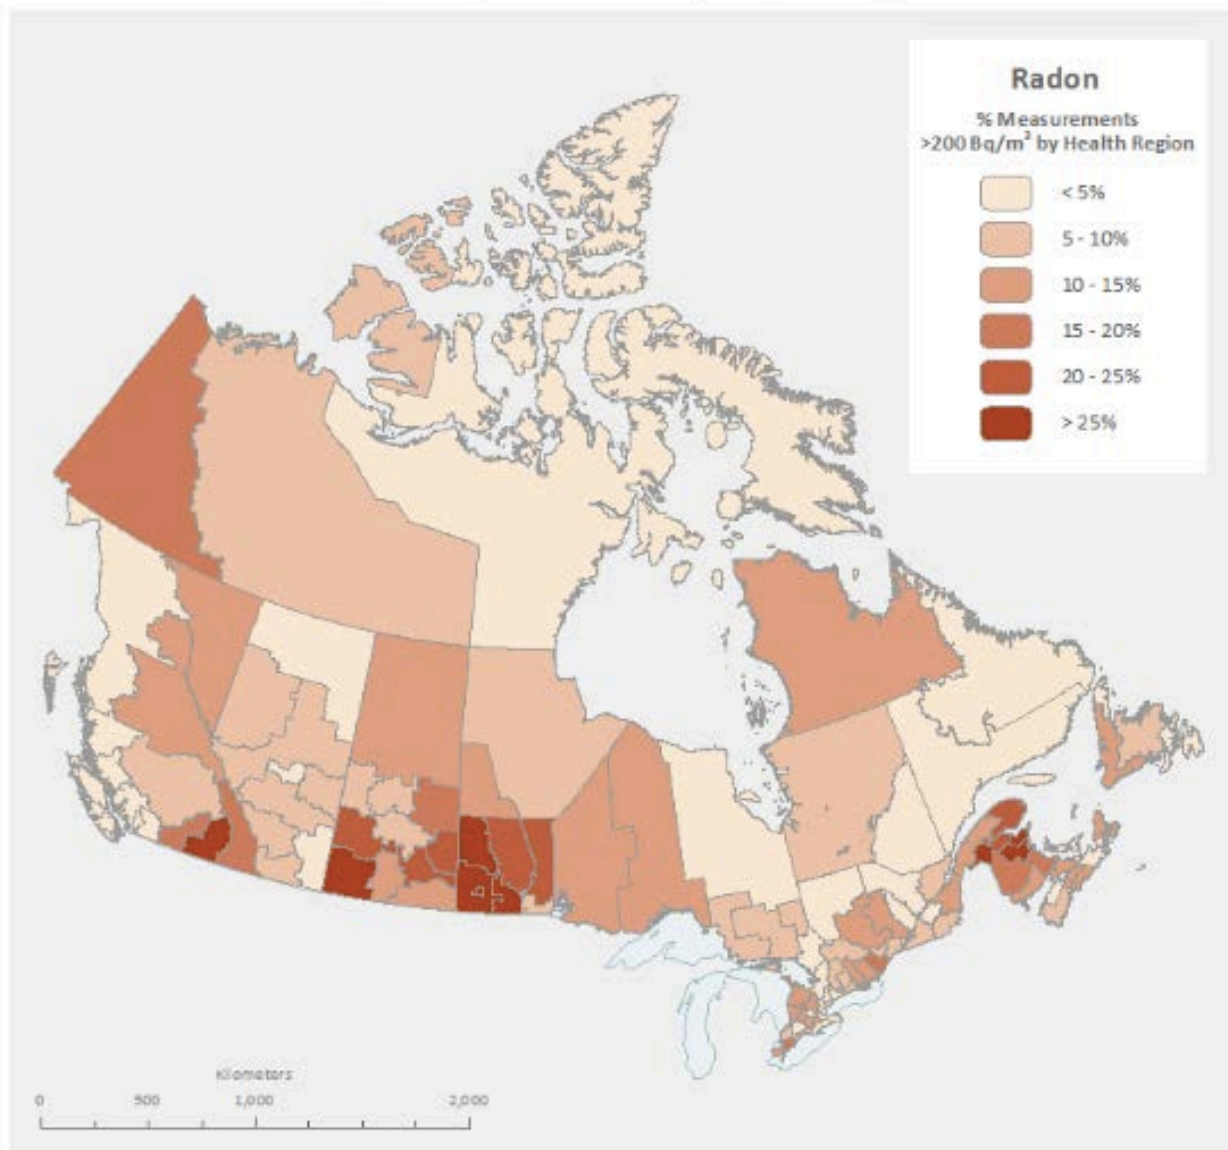 Radon
% Measurements
>200 Bq/m³ by Health Region
< 5%
5 - 10%
10 - 15%
15 - 20%
20 - 25%
> 25%
Kilometers
0 500 1,000 2,000